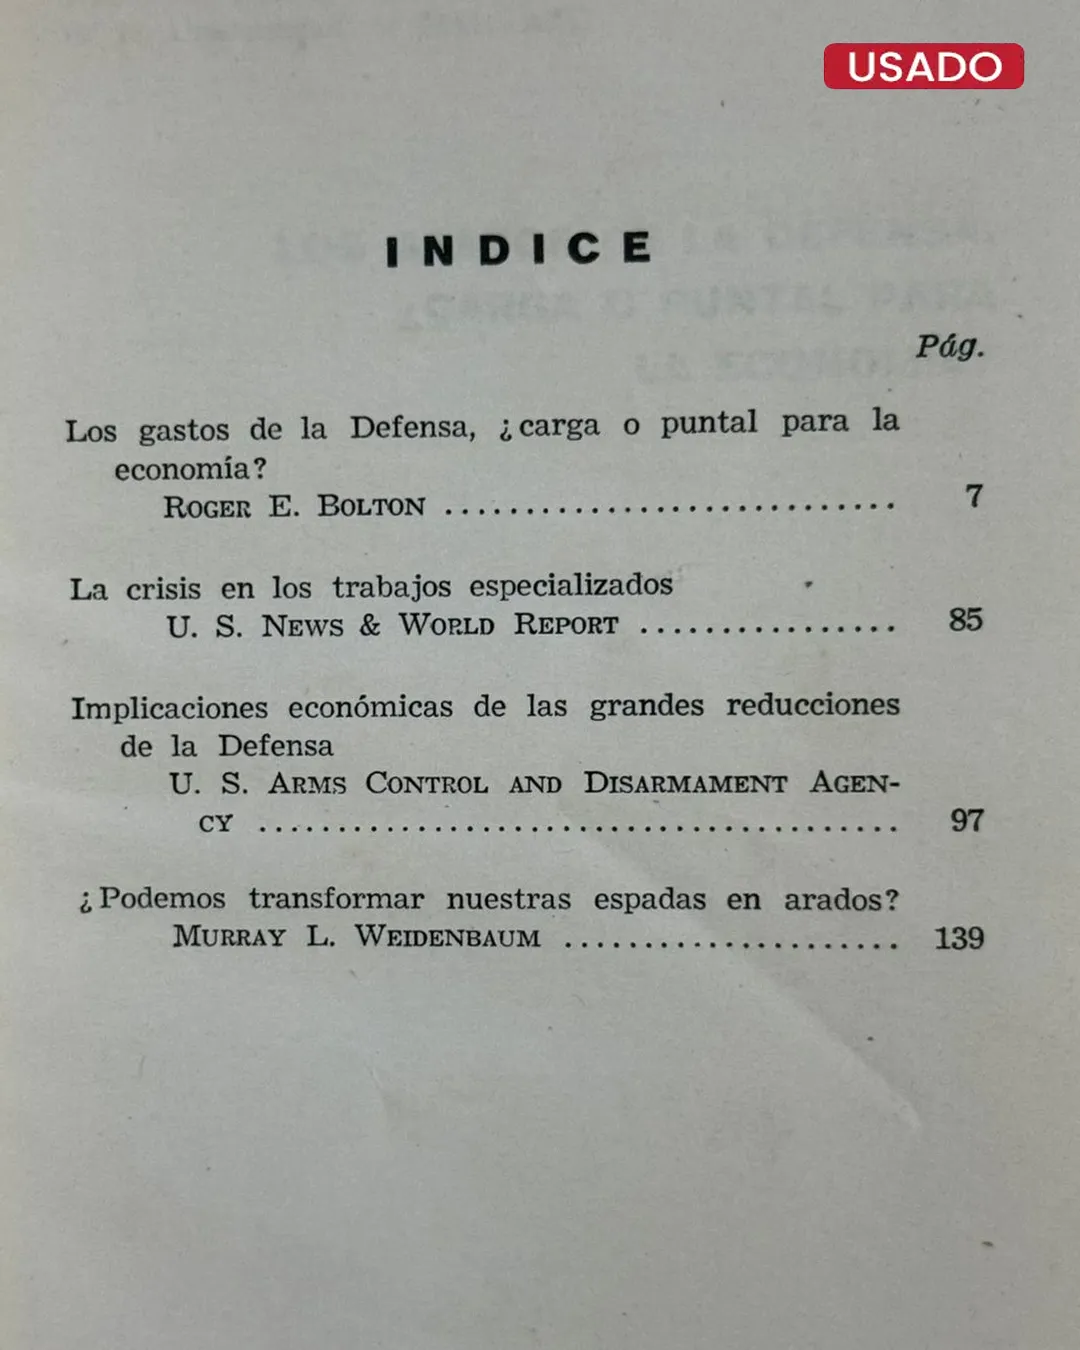 USADO
INDICE
Pág.
Los gastos de la Defensa, ¿carga o puntal para la
economía?
ROGER E. BOLTON ............................ 7
La crisis en los trabajos especializados
U. S. NEWS & WORLD REPORT ................ 85
Implicaciones económicas de las grandes reducciones
de la Defensa
U. S. ARMS CONTROL AND DISARMAMENT AGEN-
CY ....................................... 97
¿Podemos transformar nuestras espadas en arados?
MURRAY L. WEIDENBAUM ..................... 139